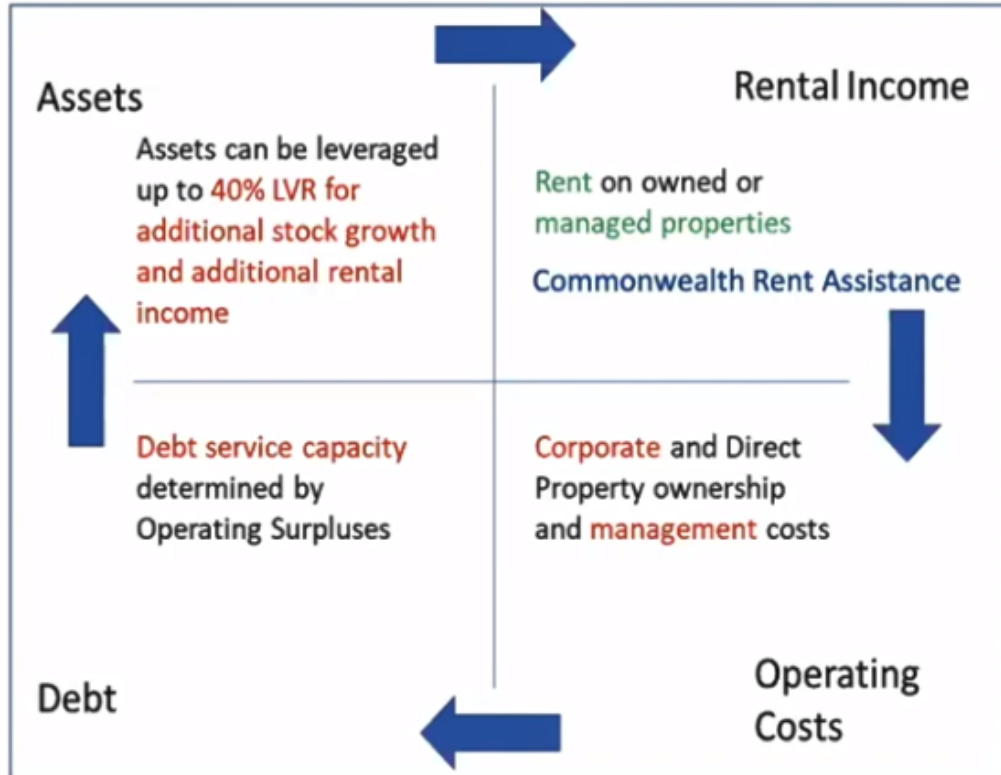 Assets
Assets can be leveraged
up to 40% LVR for
additional stock growth
and additional rental
income
Rental Income
Rent on owned or
managed properties
Commonwealth Rent Assistance
Debt service capacity
determined by
Operating Surpluses
Debt
Corporate and Direct
Property ownership
and management costs
Operating
Costs